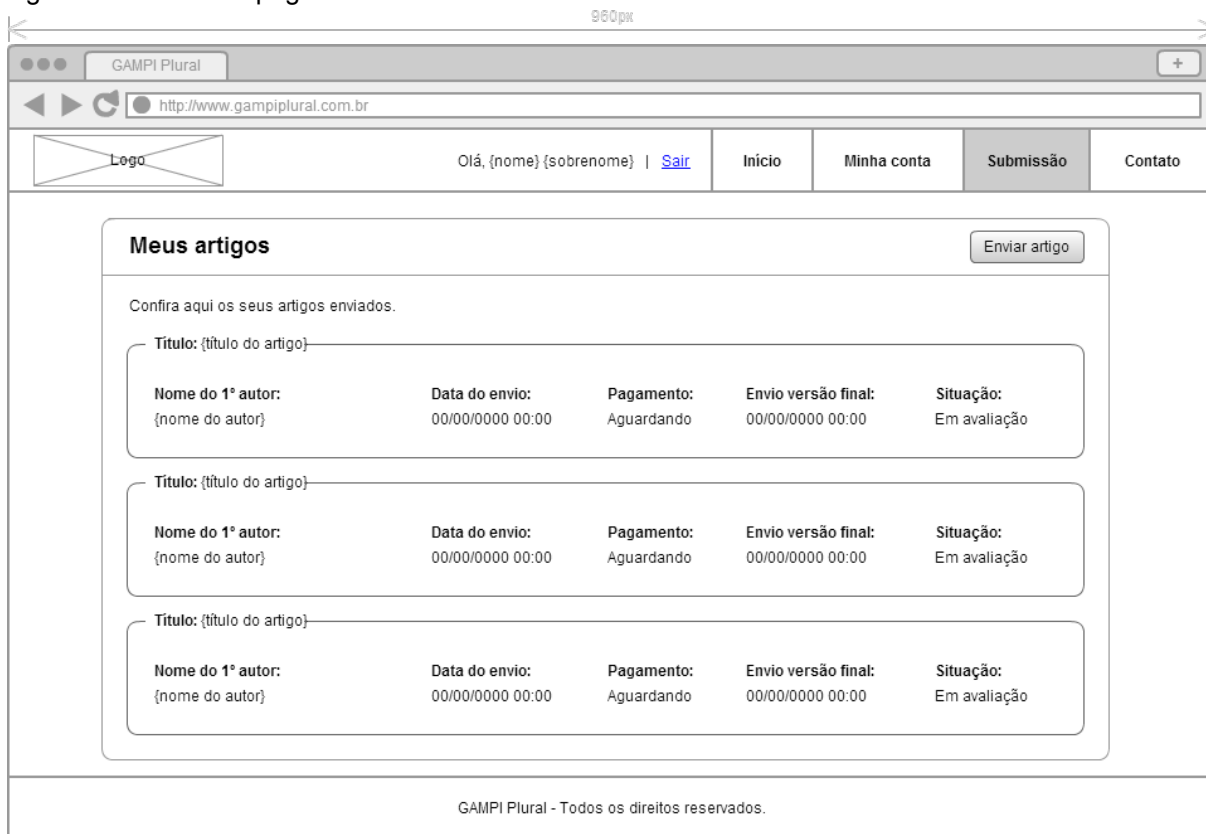 960px
GAMPI Plural
+
http://www.gampiplural.com.br
Logo
Olá, {nome} {sobrenome} | Sair
Início
Minha conta
Submissão
Contato
Meus artigos
Enviar artigo
Confira aqui os seus artigos enviados.
Título: {título do artigo}
Nome do 1º autor: Data do envio: Pagamento: Envio versão final: Situação:
{nome do autor} 00/00/0000 00:00 Aguardando 00/00/0000 00:00 Em avaliação
Título: {título do artigo}
Nome do 1º autor: Data do envio: Pagamento: Envio versão final: Situação:
{nome do autor} 00/00/0000 00:00 Aguardando 00/00/0000 00:00 Em avaliação
Título: {título do artigo}
Nome do 1º autor: Data do envio: Pagamento: Envio versão final: Situação:
{nome do autor} 00/00/0000 00:00 Aguardando 00/00/0000 00:00 Em avaliação
GAMPI Plural - Todos os direitos reservados.